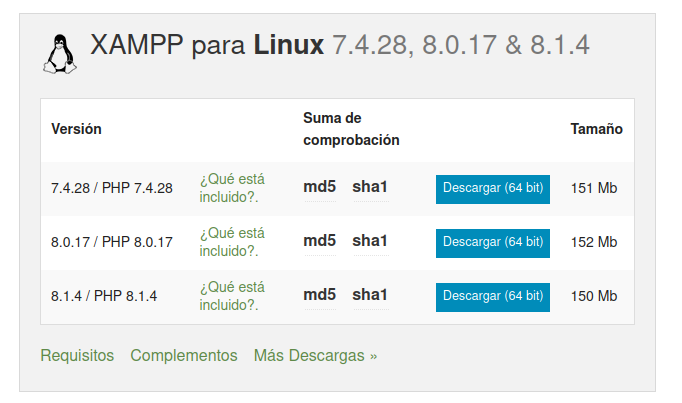 XAMPP para Linux 7.4.28, 8.0.17 & 8.1.4
Versión Suma de comprobación Tamaño
7.4.28 / PHP 7.4.28 ¿Qué está incluido?. md5 sha1 Descargar (64 bit) 151 Mb
8.0.17 / PHP 8.0.17 ¿Qué está incluido?. md5 sha1 Descargar (64 bit) 152 Mb
8.1.4 / PHP 8.1.4 ¿Qué está incluido?. md5 sha1 Descargar (64 bit) 150 Mb
Requisitos Complementos Más Descargas »